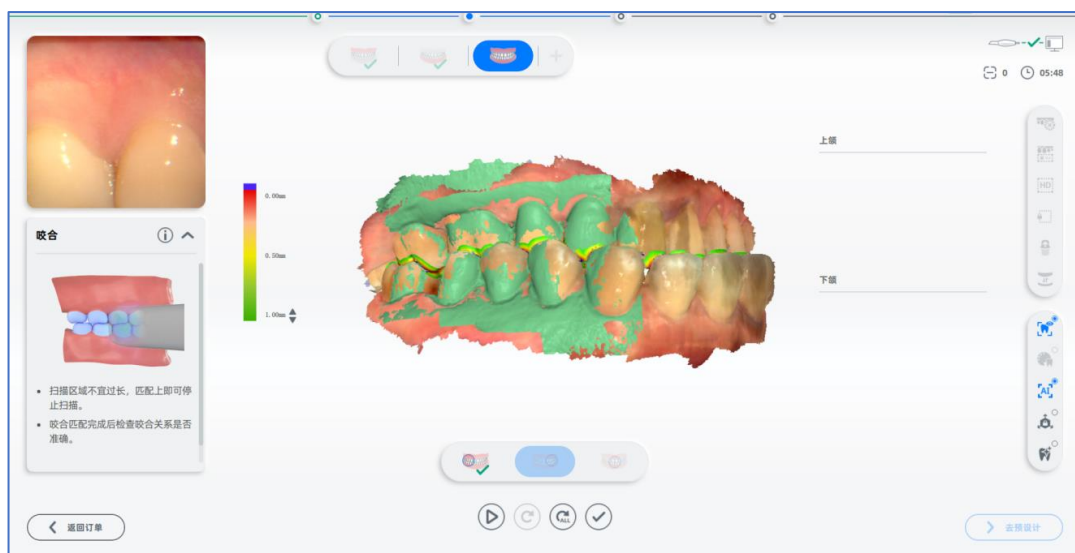 0
05:48
上颌
咬合
0.00mm
0.50mm
下颌
1.00mm
HD
扫描区域不宜过长，匹配上即可停
止扫描。
咬合匹配完成后检查咬合关系是否
准确。
AI
返回订单
ALL
去预设计